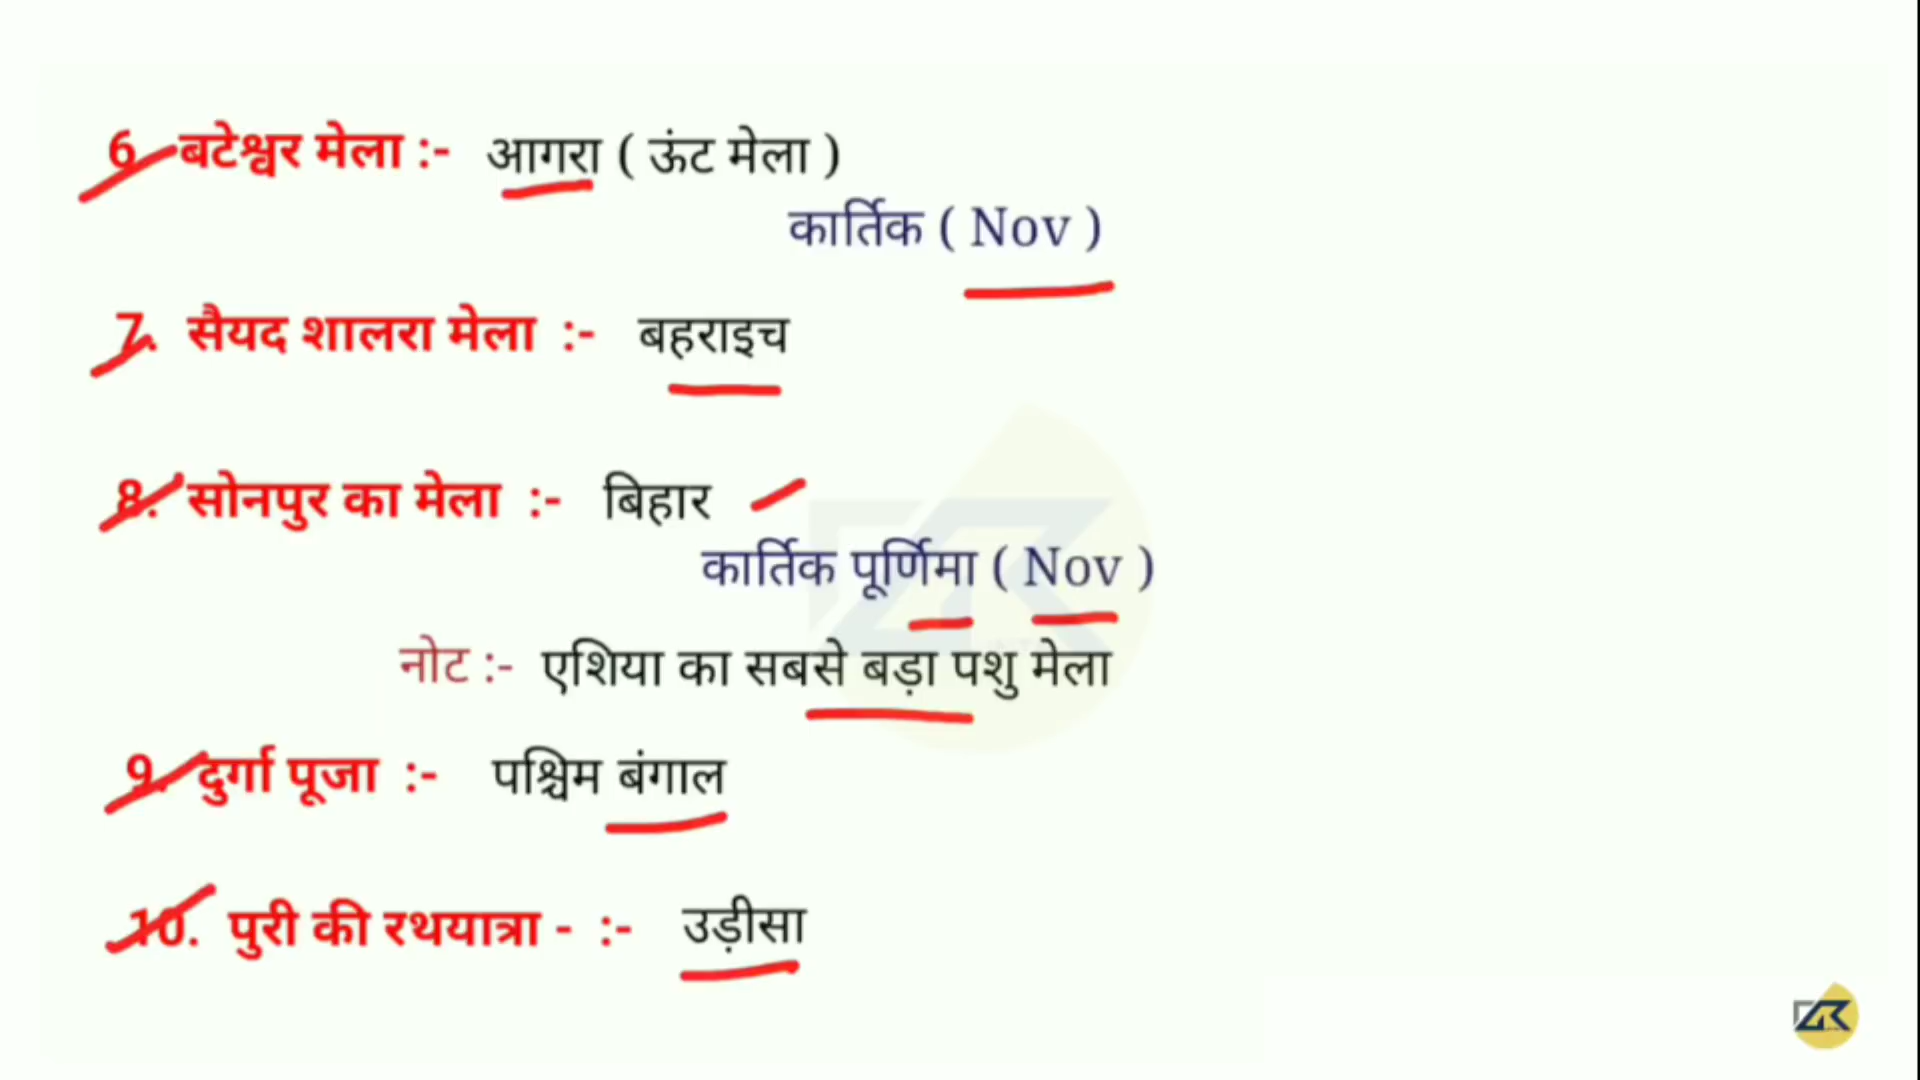 6. बटेश्वर मेला :- आगरा ( ऊंट मेला )
कार्तिक ( Nov )
7. सैयद शालरा मेला :- बहराइच
8. सोनपुर का मेला :- बिहार
कार्तिक पूर्णिमा ( Nov )
नोट :- एशिया का सबसे बड़ा पशु मेला
9. दुर्गा पूजा :- पश्चिम बंगाल
10. पुरी की रथयात्रा - :- उड़ीसा